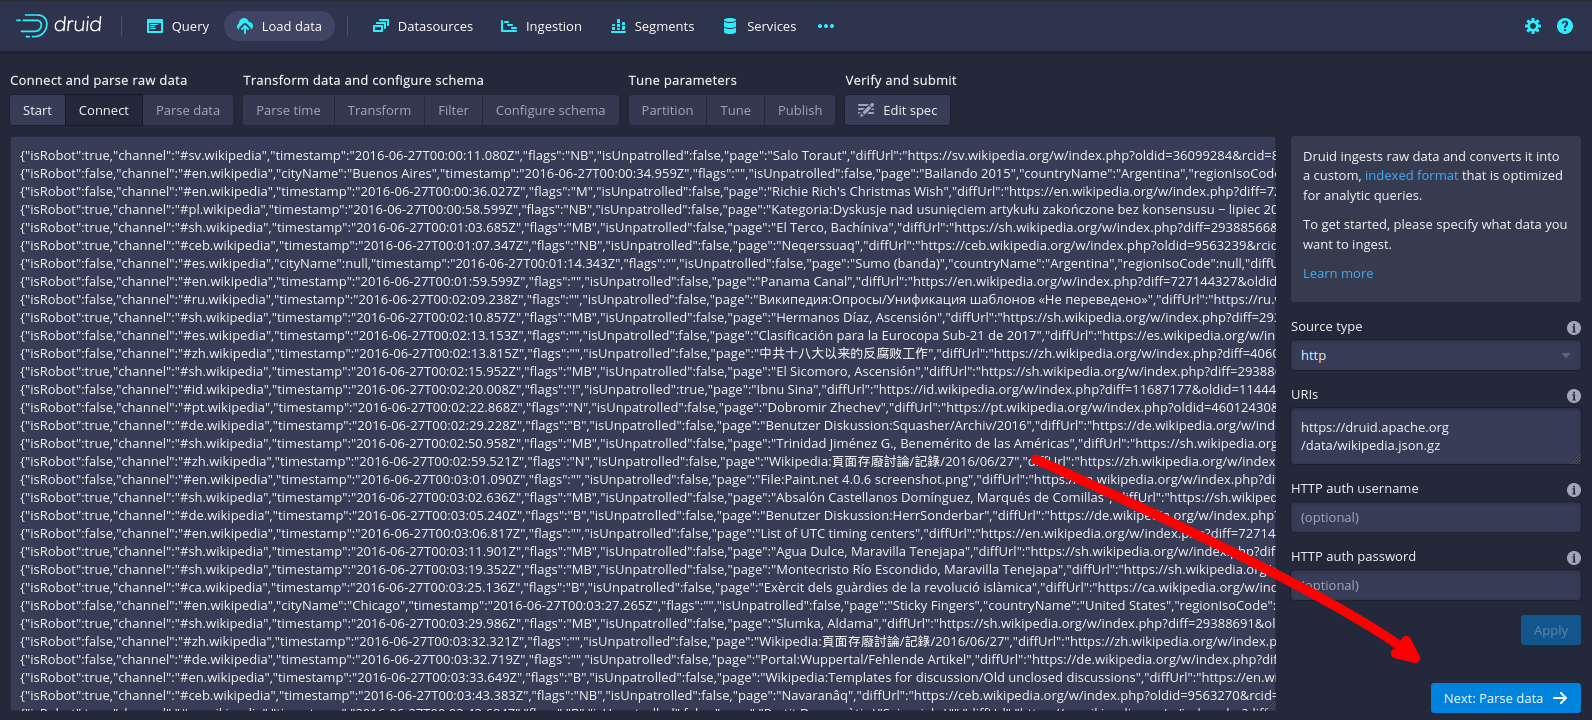 druid
Query
Load data
Datasources
Ingestion
Segments
Services
Connect and parse raw data
Transform data and configure schema
Tune parameters
Verify and submit
Start
Connect
Parse data
Parse time
Transform
Filter
Configure schema
Partition
Tune
Publish
Edit spec
{"isRobot":true,"channel":"#sv.wikipedia","timestamp":"2016-06-27T00:00:11.080Z","flags":"NB","isUnpatrolled":false,"page":"Salo Toraut","diffUrl":"https://sv.wikipedia.org/w/index.php?oldid=36099284&rcid=8
{"isRobot":false,"channel":"#en.wikipedia","cityName":"Buenos Aires","timestamp":"2016-06-27T00:00:34.959Z","flags":"","isUnpatrolled":false,"page":"Bailando 2015","countryName":"Argentina","regionIsoCode
{"isRobot":false,"channel":"#en.wikipedia","timestamp":"2016-06-27T00:00:36.027Z","flags":"M","isUnpatrolled":false,"page":"Richie Rich's Christmas Wish","diffUrl":"https://en.wikipedia.org/w/index.php?diff=72
{"isRobot":true,"channel":"#pl.wikipedia","timestamp":"2016-06-27T00:00:58.599Z","flags":"NB","isUnpatrolled":false,"page":"Kategoria:Dyskusje nad usunięciem artykułu zakończone bez konsensusu − lipiec 20
{"isRobot":true,"channel":"#sh.wikipedia","timestamp":"2016-06-27T00:01:03.685Z","flags":"MB","isUnpatrolled":false,"page":"El Terco, Bachíniva","diffUrl":"https://sh.wikipedia.org/w/index.php?diff=29388566&
{"isRobot":true,"channel":"#ceb.wikipedia","timestamp":"2016-06-27T00:01:07.347Z","flags":"NB","isUnpatrolled":false,"page":"Neqerssuaq","diffUrl":"https://ceb.wikipedia.org/w/index.php?oldid=9563239&rcid
{"isRobot":false,"channel":"#es.wikipedia","cityName":null,"timestamp":"2016-06-27T00:01:14.343Z","flags":"","isUnpatrolled":false,"page":"Sumo (banda)","countryName":"Argentina","regionIsoCode":null,"diffU
{"isRobot":false,"channel":"#en.wikipedia","timestamp":"2016-06-27T00:01:59.599Z","flags":"","isUnpatrolled":false,"page":"Panama Canal","diffUrl":"https://en.wikipedia.org/w/index.php?diff=727144327&oldid
{"isRobot":false,"channel":"#ru.wikipedia","timestamp":"2016-06-27T00:02:09.238Z","flags":"","isUnpatrolled":false,"page":"Википедия:Опросы/Унификация шаблонов «Не переведено»","diffUrl":"https://ru.
{"isRobot":true,"channel":"#sh.wikipedia","timestamp":"2016-06-27T00:02:10.857Z","flags":"MB","isUnpatrolled":false,"page":"Hermanos Díaz, Ascensión","diffUrl":"https://sh.wikipedia.org/w/index.php?diff=293
{"isRobot":false,"channel":"#es.wikipedia","timestamp":"2016-06-27T00:02:13.153Z","flags":"","isUnpatrolled":false,"page":"Clasificación para la Eurocopa Sub-21 de 2017","diffUrl":"https://es.wikipedia.org/w/in
{"isRobot":false,"channel":"#zh.wikipedia","timestamp":"2016-06-27T00:02:13.815Z","flags":"","isUnpatrolled":false,"page":"中共十八大以来的反腐败工作","diffUrl":"https://zh.wikipedia.org/w/index.php?diff=4060
{"isRobot":true,"channel":"#sh.wikipedia","timestamp":"2016-06-27T00:02:15.952Z","flags":"MB","isUnpatrolled":false,"page":"El Sicomoro, Ascensión","diffUrl":"https://sh.wikipedia.org/w/index.php?diff=29388
{"isRobot":false,"channel":"#id.wikipedia","timestamp":"2016-06-27T00:02:20.008Z","flags":"!","isUnpatrolled":true,"page":"Ibnu Sina","diffUrl":"https://id.wikipedia.org/w/index.php?diff=11687177&oldid=11444
{"isRobot":false,"channel":"#pt.wikipedia","timestamp":"2016-06-27T00:02:22.868Z","flags":"N","isUnpatrolled":false,"page":"Dobromir Zhechev","diffUrl":"https://pt.wikipedia.org/w/index.php?oldid=46012430&
{"isRobot":true,"channel":"#de.wikipedia","timestamp":"2016-06-27T00:02:29.228Z","flags":"B","isUnpatrolled":false,"page":"Benutzer Diskussion:Squasher/Archiv/2016","diffUrl":"https://de.wikipedia.org/w/inde
{"isRobot":true,"channel":"#sh.wikipedia","timestamp":"2016-06-27T00:02:50.958Z","flags":"MB","isUnpatrolled":false,"page":"Trinidad Jiménez G., Benemérito de las Américas","diffUrl":"https://sh.wikipedia.org
{"isRobot":false,"channel":"#zh.wikipedia","timestamp":"2016-06-27T00:02:59.521Z","flags":"N","isUnpatrolled":false,"page":"Wikipedia:頁面存廢討論/記錄/2016/06/27","diffUrl":"https://zh.wikipedia.org/w/index
{"isRobot":false,"channel":"#en.wikipedia","timestamp":"2016-06-27T00:03:01.090Z","flags":"","isUnpatrolled":false,"page":"File:Paint.net 4.0.6 screenshot.png","diffUrl":"https://en.wikipedia.org/w/index.php?diff=
{"isRobot":true,"channel":"#sh.wikipedia","timestamp":"2016-06-27T00:03:02.636Z","flags":"MB","isUnpatrolled":false,"page":"Absalón Castellanos Domínguez, Marqués de Comillas","diffUrl":"https://sh.wikiped
{"isRobot":true,"channel":"#de.wikipedia","timestamp":"2016-06-27T00:03:05.240Z","flags":"B","isUnpatrolled":false,"page":"Benutzer Diskussion:HerrSonderbar","diffUrl":"https://de.wikipedia.org/w/index.php?
{"isRobot":false,"channel":"#en.wikipedia","timestamp":"2016-06-27T00:03:06.817Z","flags":"","isUnpatrolled":false,"page":"List of UTC timing centers","diffUrl":"https://en.wikipedia.org/w/index.php?diff=72714
{"isRobot":true,"channel":"#sh.wikipedia","timestamp":"2016-06-27T00:03:11.901Z","flags":"MB","isUnpatrolled":false,"page":"Agua Dulce, Maravilla Tenejapa","diffUrl":"https://sh.wikipedia.org/w/index.php?dif
{"isRobot":true,"channel":"#sh.wikipedia","timestamp":"2016-06-27T00:03:19.352Z","flags":"MB","isUnpatrolled":false,"page":"Montecristo Río Escondido, Maravilla Tenejapa","diffUrl":"https://sh.wikipedia.org/
{"isRobot":true,"channel":"#ca.wikipedia","timestamp":"2016-06-27T00:03:25.136Z","flags":"B","isUnpatrolled":false,"page":"Exèrcit dels guàrdies de la revolució islàmica","diffUrl":"https://ca.wikipedia.org/w/ind
{"isRobot":false,"channel":"#en.wikipedia","cityName":"Chicago","timestamp":"2016-06-27T00:03:27.265Z","flags":"","isUnpatrolled":false,"page":"Sticky Fingers","countryName":"United States","regionIsoCode":
{"isRobot":true,"channel":"#sh.wikipedia","timestamp":"2016-06-27T00:03:29.986Z","flags":"MB","isUnpatrolled":false,"page":"Slumka, Aldama","diffUrl":"https://sh.wikipedia.org/w/index.php?diff=29388691&ol
{"isRobot":false,"channel":"#zh.wikipedia","timestamp":"2016-06-27T00:03:32.321Z","flags":"","isUnpatrolled":false,"page":"Wikipedia:頁面存廢討論/記錄/2016/06/27","diffUrl":"https://zh.wikipedia.org/w/index.p
{"isRobot":false,"channel":"#de.wikipedia","timestamp":"2016-06-27T00:03:32.719Z","flags":"","isUnpatrolled":false,"page":"Portal:Wuppertal/Fehlende Artikel","diffUrl":"https://de.wikipedia.org/w/index.php?dif
{"isRobot":true,"channel":"#en.wikipedia","timestamp":"2016-06-27T00:03:33.649Z","flags":"B","isUnpatrolled":false,"page":"Wikipedia:Templates for discussion/Old unclosed discussions","diffUrl":"https://en.wi
{"isRobot":true,"channel":"#ceb.wikipedia","timestamp":"2016-06-27T00:03:43.383Z","flags":"NB","isUnpatrolled":false,"page":"Navaranâq","diffUrl":"https://ceb.wikipedia.org/w/index.php?oldid=9563270&rcid=
Druid ingests raw data and converts it into
a custom, indexed format that is optimized
for analytic queries.
To get started, please specify what data you
want to ingest.
Learn more
Source type
http
URIs
https://druid.apache.org
/data/wikipedia.json.gz
HTTP auth username
(optional)
HTTP auth password
(optional)
Apply
Next: Parse data